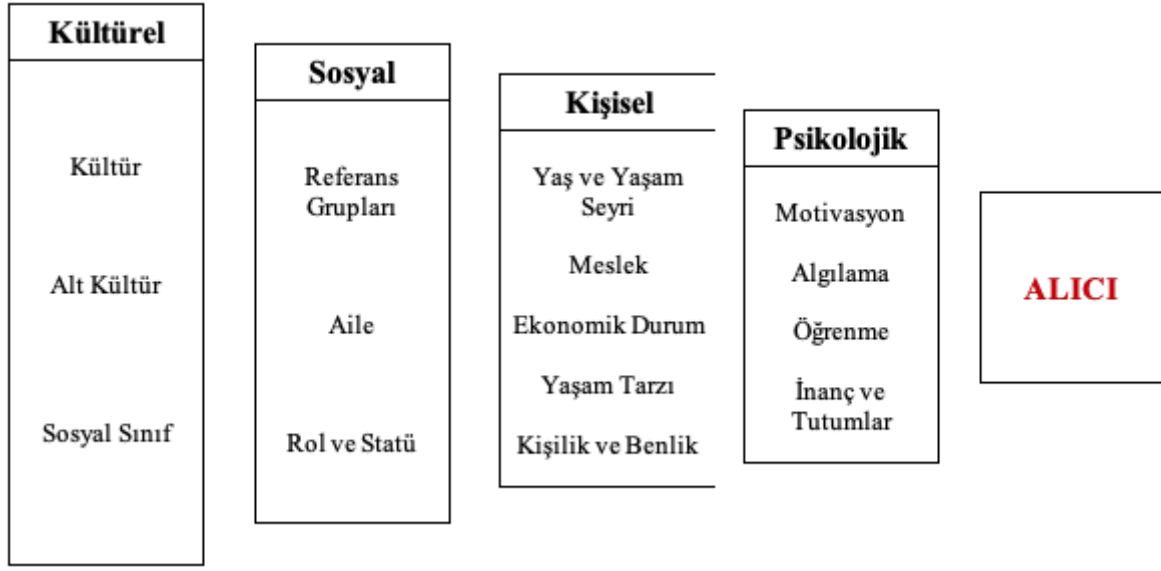 Kültürel
Kültür
Alt Kültür
Sosyal Sınıf
Sosyal
Referans
Grupları
Aile
Rol ve Statü
Kişisel
Yaş ve Yaşam
Seyri
Meslek
Ekonomik Durum
Yaşam Tarzı
Kişilik ve Benlik
Psikolojik
Motivasyon
Algılama
Öğrenme
İnanç ve
Tutumlar
ALICI